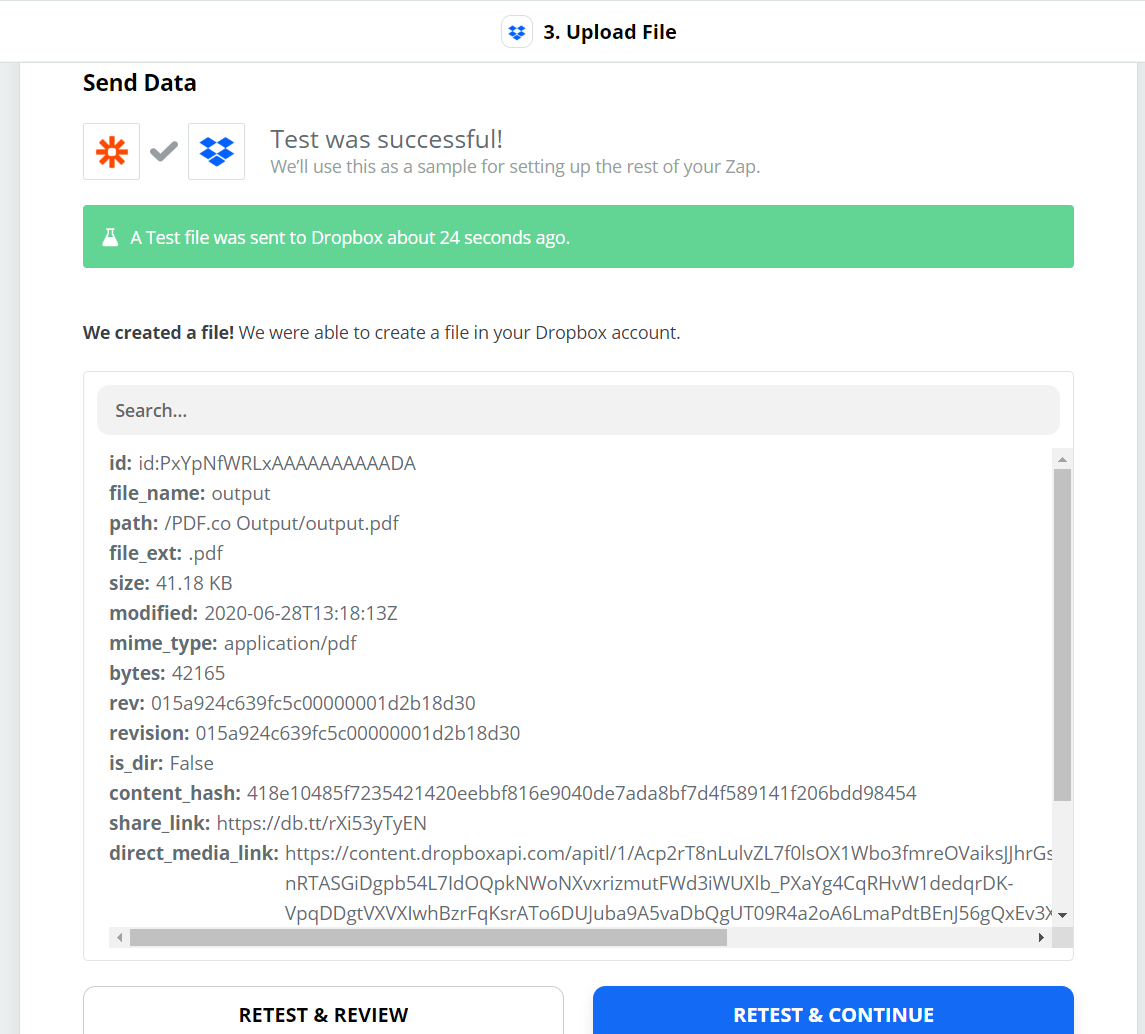 3. Upload File
Send Data
Test was successful!
We'll use this as a sample for setting up the rest of your Zap.
A Test file was sent to Dropbox about 24 seconds ago.
We created a file! We were able to create a file in your Dropbox account.
Search...
id: id:PxYpNfWRLxAAAAAAAAAADA
file_name: output
path: /PDF.co Output/output.pdf
file_ext: .pdf
size: 41.18 KB
modified: 2020-06-28T13:18:13Z
mime_type: application/pdf
bytes: 42165
rev: 015a924c639fc5c00000001d2b18d30
revision: 015a924c639fc5c00000001d2b18d30
is_dir: False
content_hash: 418e10485f7235421420eebbf816e9040de7ada8bf7d4f589141f206bdd98454
share_link: https://db.tt/rXi53yTyEN
direct_media_link: https://content.dropboxapi.com/apitl/1/Acp2rT8nLulvZL7f0lsOX1Wbo3fmreOVaiksJJhrGs
nRTASGiDgpb54L7IdOQpkNWoNXvxrizmutFWd3iWUXlb_PXaYg4CqRHvW1dedqrDK-
VpqDDgtVXVXIwhBzrFqKsrATo6DUJuba9A5vaDbQgUT09R4a2oA6LmaPdtBEnJ56gQxEv3X
RETEST & REVIEW
RETEST & CONTINUE